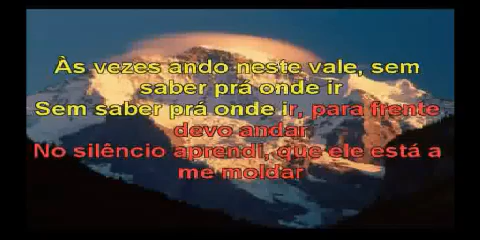 Às vezes ando neste vale, sem
saber prá onde ir
Sem saber prá onde ir, para frente
devo andar
No silêncio aprendi, que ele está a
me moldar